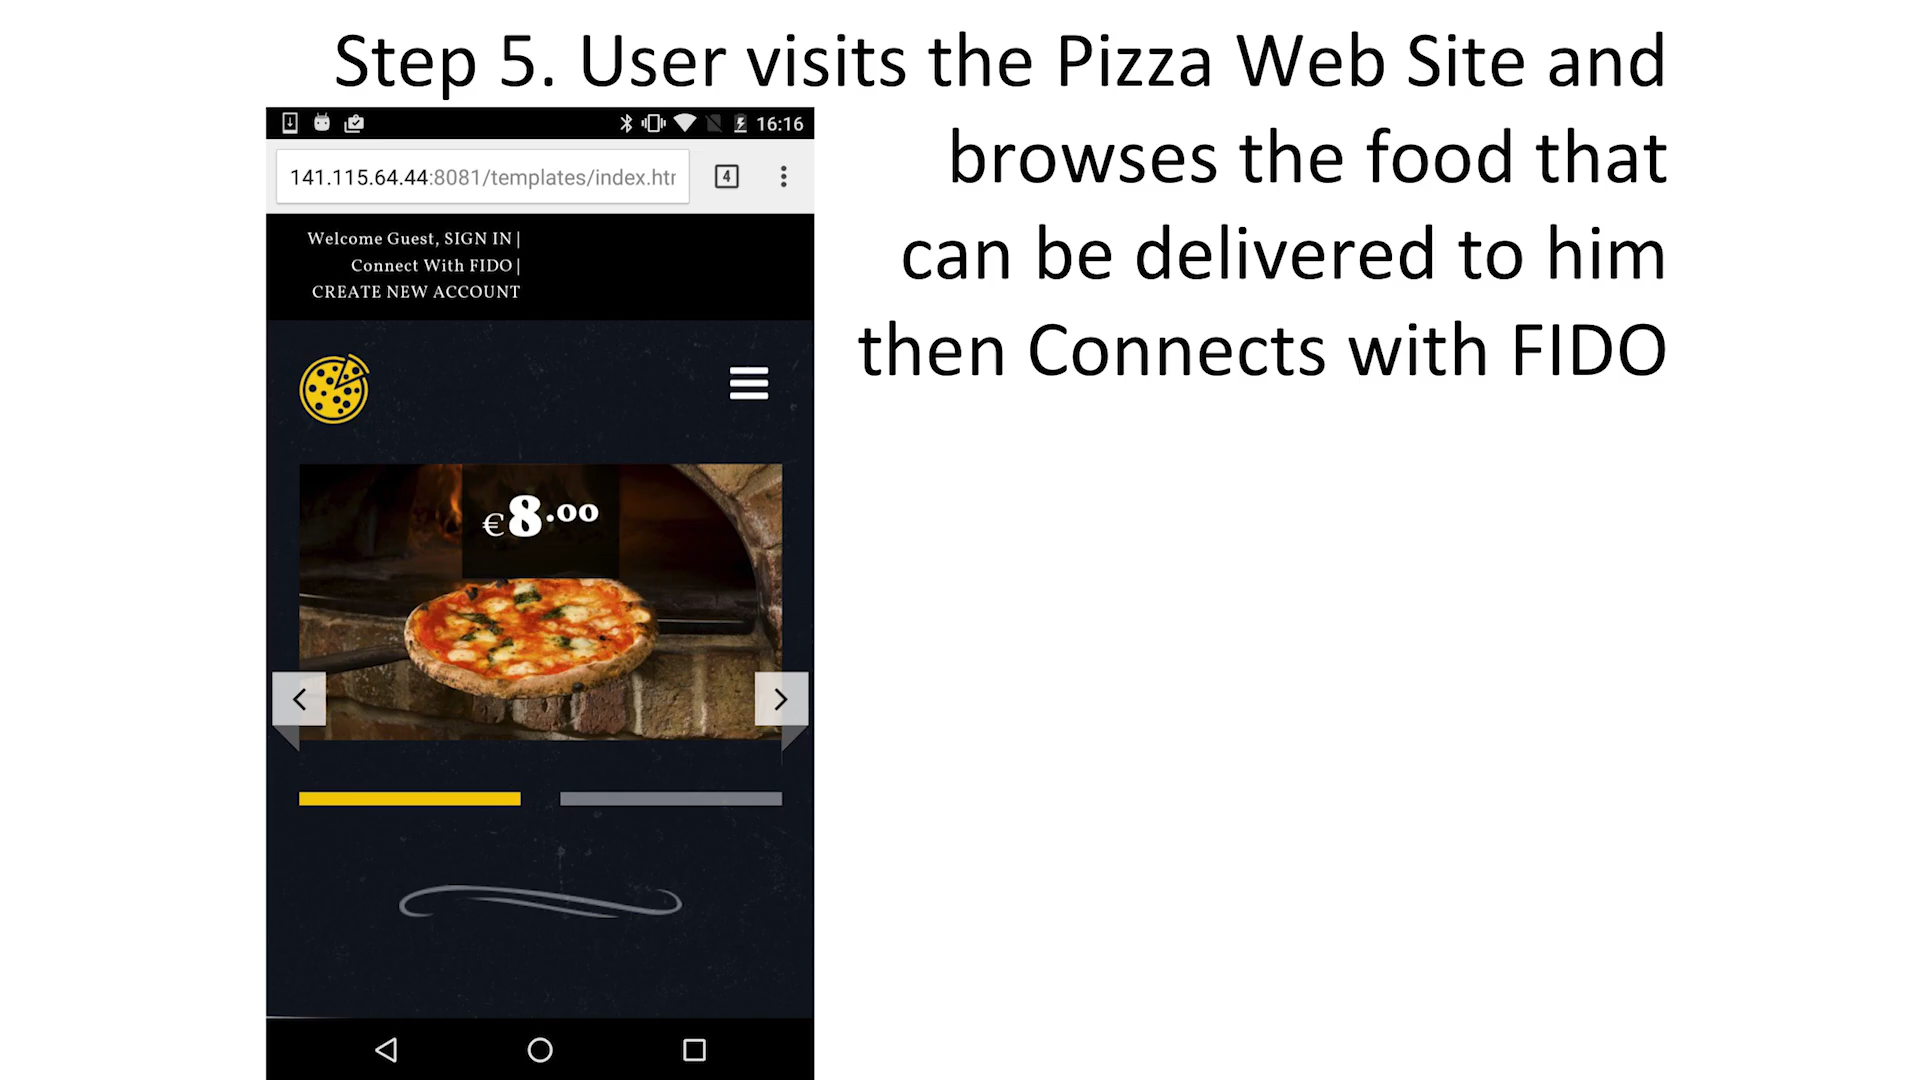 Step 5. User visits the Pizza Web Site and
browses the food that
can be delivered to him
then Connects with FIDO
16:16
141.115.64.44:8081/templates/index.htr
4
Welcome Guest, SIGN IN |
Connect With FIDO |
CREATE NEW ACCOUNT
€8.00